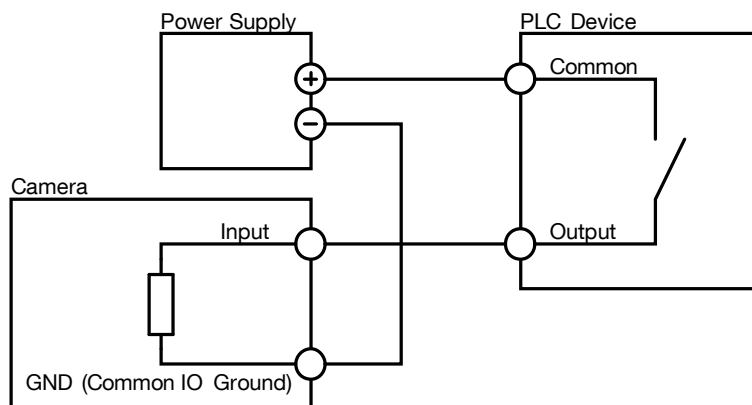 Power Supply
PLC Device
+
Common
−
Camera
Input
Output
GND (Common IO Ground)